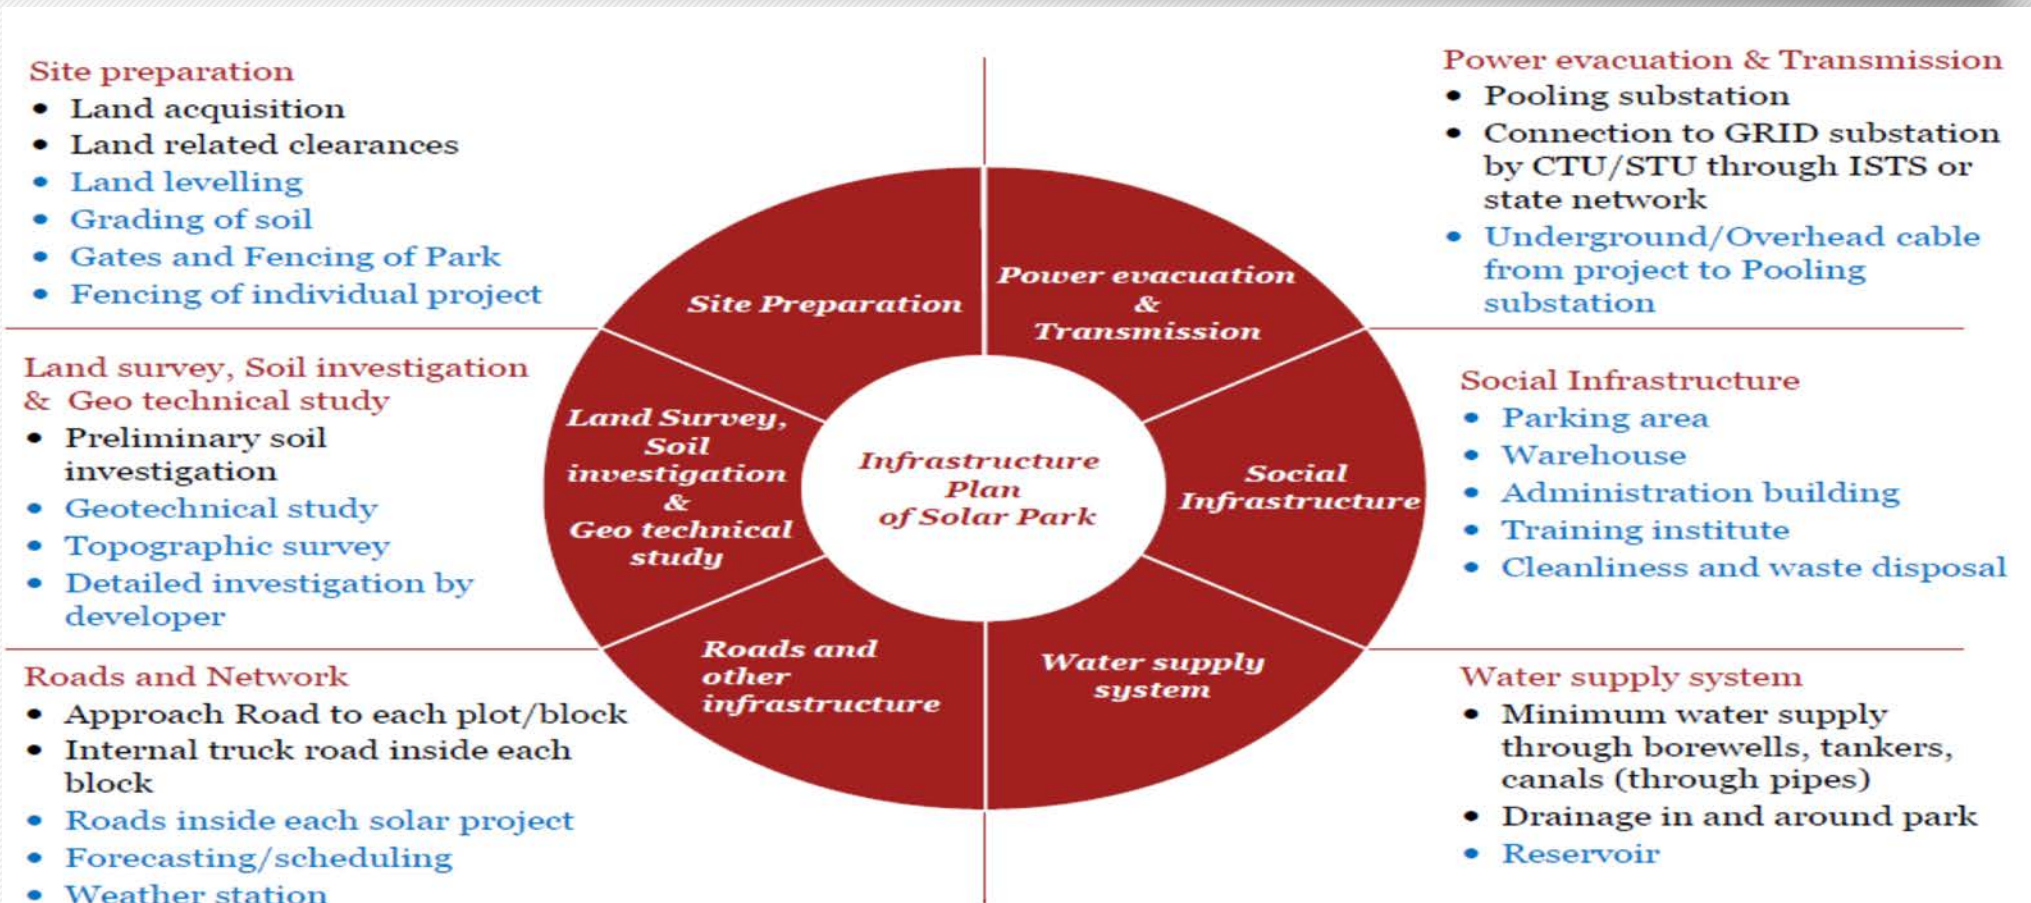 Site preparation
• Land acquisition
• Land related clearances
• Land levelling
• Grading of soil
• Gates and Fencing of Park
• Fencing of individual project
Land survey, Soil investigation
& Geo technical study
• Preliminary soil
investigation
• Geotechnical study
• Topographic survey
• Detailed investigation by
developer
Roads and Network
• Approach Road to each plot/block
• Internal truck road inside each
block
• Roads inside each solar project
• Forecasting/scheduling
• Weather station
Site Preparation
Power evacuation
&
Transmission
Land Survey,
Soil
investigation
&
Geo technical
study
Infrastructure
Plan
of Solar Park
Social
Infrastructure
Roads and
other
infrastructure
Water supply
system
Power evacuation & Transmission
• Pooling substation
• Connection to GRID substation
by CTU/STU through ISTS or
state network
• Underground/Overhead cable
from project to Pooling
substation
Social Infrastructure
• Parking area
• Warehouse
• Administration building
• Training institute
• Cleanliness and waste disposal
Water supply system
• Minimum water supply
through borewells, tankers,
canals (through pipes)
• Drainage in and around park
• Reservoir